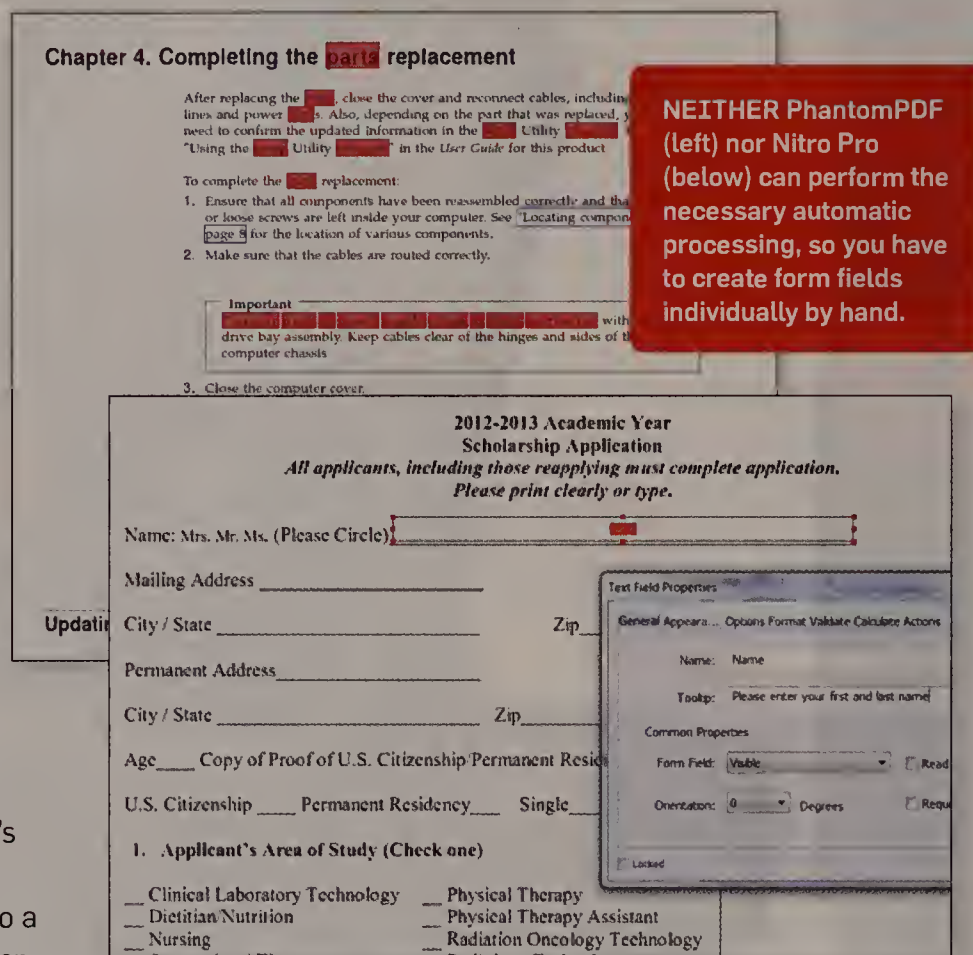 Chapter 4. Completing the parts replacement
After replacing the , close the cover and reconnect cables, including
lines and power s. Also, depending on the part that was replaced,
need to confirm the updated information in the Utility
"Using the Utility " in the User Guide for this product
To complete the replacement:
1. Ensure that all components have been reassembled correctly and tha
or loose screws are left inside your computer. See "Locating compon
page 8 for the location of various components.
2. Make sure that the cables are routed correctly.
Important
with
drive bay assembly. Keep cables clear of the hinges and sides of t
computer chassis
3. Close the computer cover.
Updatin
NEITHER PhantomPDF
(left) nor Nitro Pro
(below) can perform the
necessary automatic
processing, so you have
to create form fields
individually by hand.
2012-2013 Academic Year
Scholarship Application
All applicants, including those reapplying must complete application.
Please print clearly or type.
Name: Mrs. Mr. Ms. (Please Circle)
Mailing Address
City / State Zip
Permanent Address
City / State Zip
Age Copy of Proof of U.S. Citizenship/Permanent Resid
U.S. Citizenship Permanent Residency Single
1. Applicant's Area of Study (Check one)
Clinical Laboratory Technology Physical Therapy
Dietitian/Nutrition Physical Therapy Assistant
Nursing Radiation Oncology Technology
Text Field Properties
General Appeara... Options Format Validate Calculate Actions
Name: Name
Tooltip: Please enter your first and last name
Common Properties
Form Field: Visible Read
Orientation: 0 Degrees Requ
Locked
's
o a